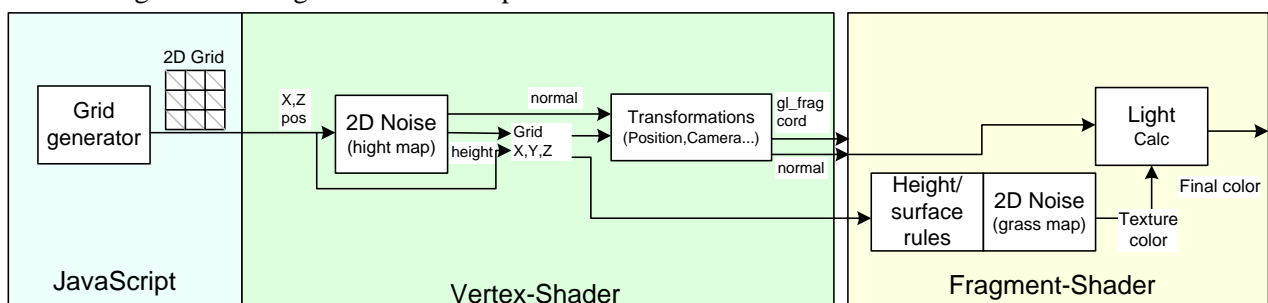 2D Grid
Grid
generator
X,Z
pos
2D Noise
(hight map)
normal
height
Grid
X,Y,Z
Transformations
(Position,Camera...)
gl_frag
cord
normal
Light
Calc
Final color
Height/
surface
rules
2D Noise
(grass map)
Texture
color
JavaScript
Vertex-Shader
Fragment-Shader